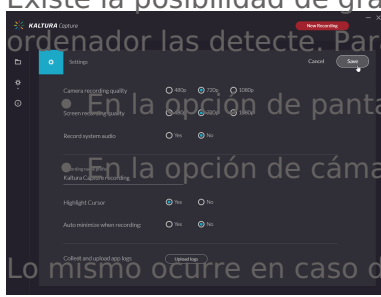 Existe la posibilidad de gra
KALTURA Capture
New Recording
ordenador las detecte. Par
Settings
Cancel
Save
Camera recording quality
480p
720p
1080p
En la opción de panta
Screen recording quality
Record system audio
Yes
No
En la opción de cáma
Kaltura Capture recording
Highlight Cursor
Yes
No
Auto minimize when recording:
Yes
No
Collect and upload app logs
Upload logs
Lo mismo ocurre en caso d